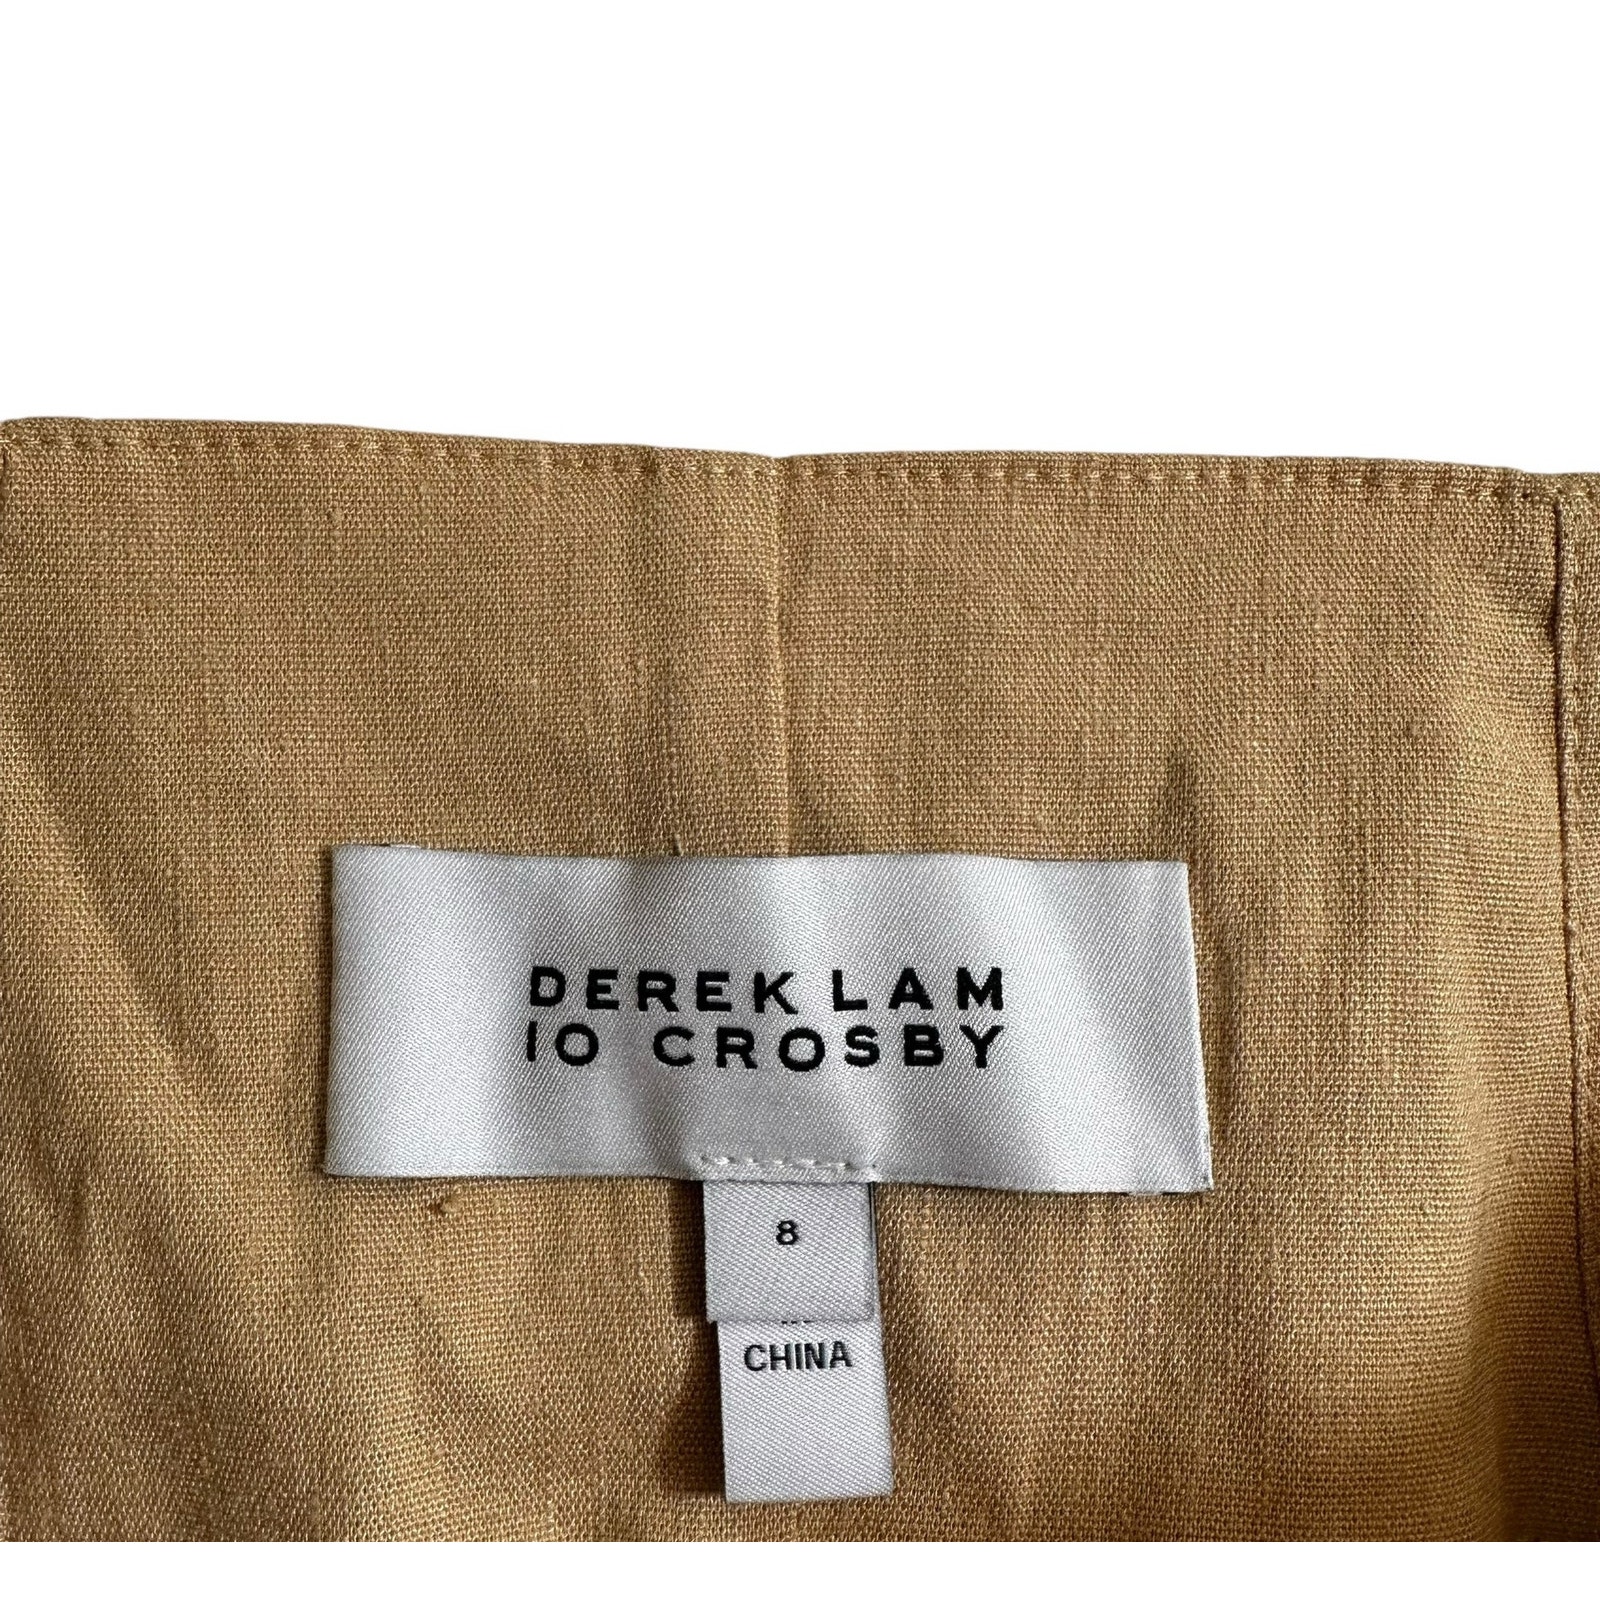 DEREK LAM
10 CROSBY
8
CHINA